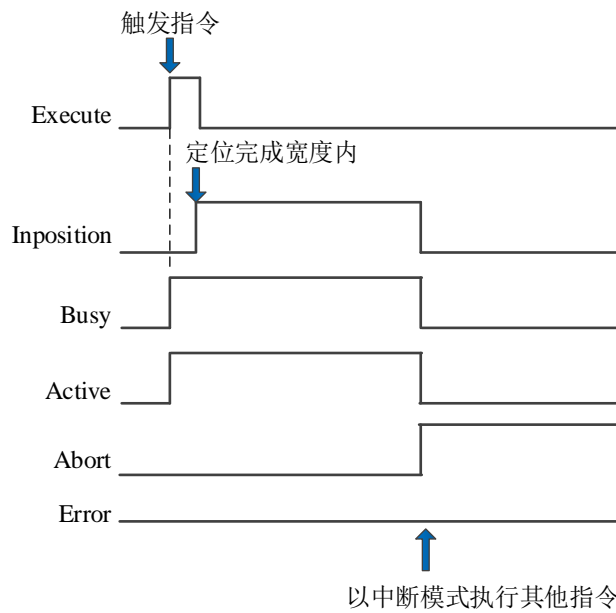 触发指令
Execute
定位完成宽度内
Inposition
Busy
Active
Abort
Error
以中断模式执行其他指令